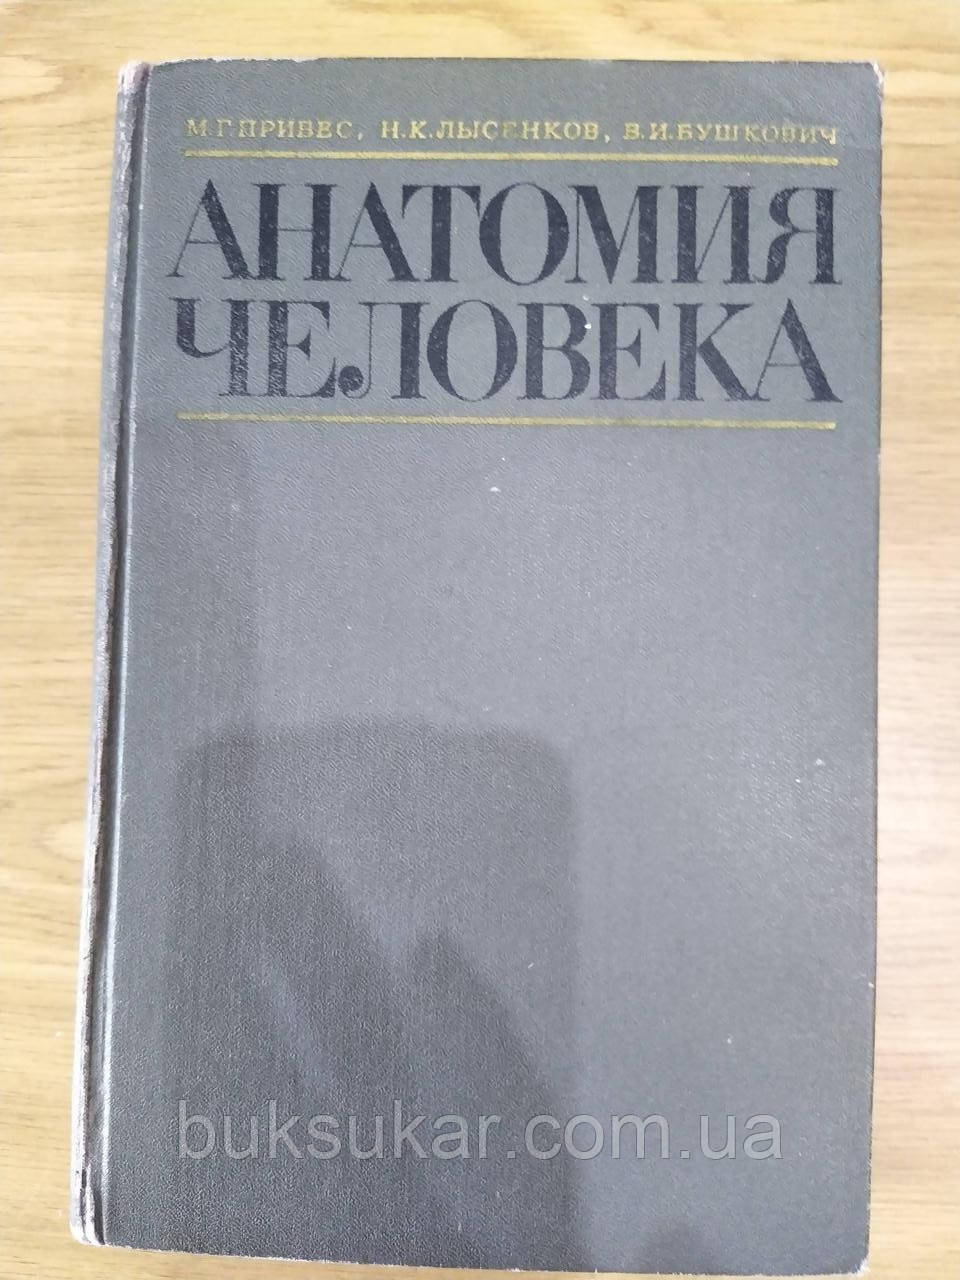 М.Г.ПРИВЕС, Н.К.ЛЫСЕНКОВ, В.И.БУШКОВИЧ
АНАТОМИЯ
ЧЕЛОВЕКА
buksukar.com.ua